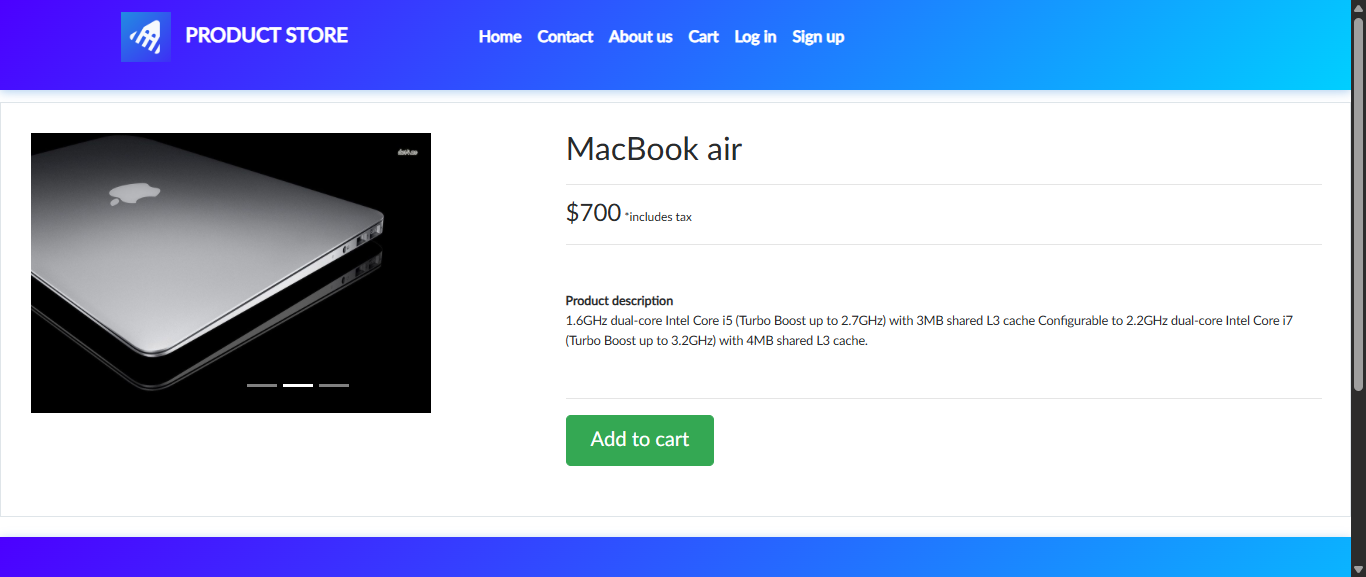 PRODUCT STORE
Home Contact About us Cart Log in Sign up
MacBook air
$700 *includes tax
Product description
1.6GHz dual-core Intel Core i5 (Turbo Boost up to 2.7GHz) with 3MB shared L3 cache Configurable to 2.2GHz dual-core Intel Core i7
(Turbo Boost up to 3.2GHz) with 4MB shared L3 cache.
Add to cart